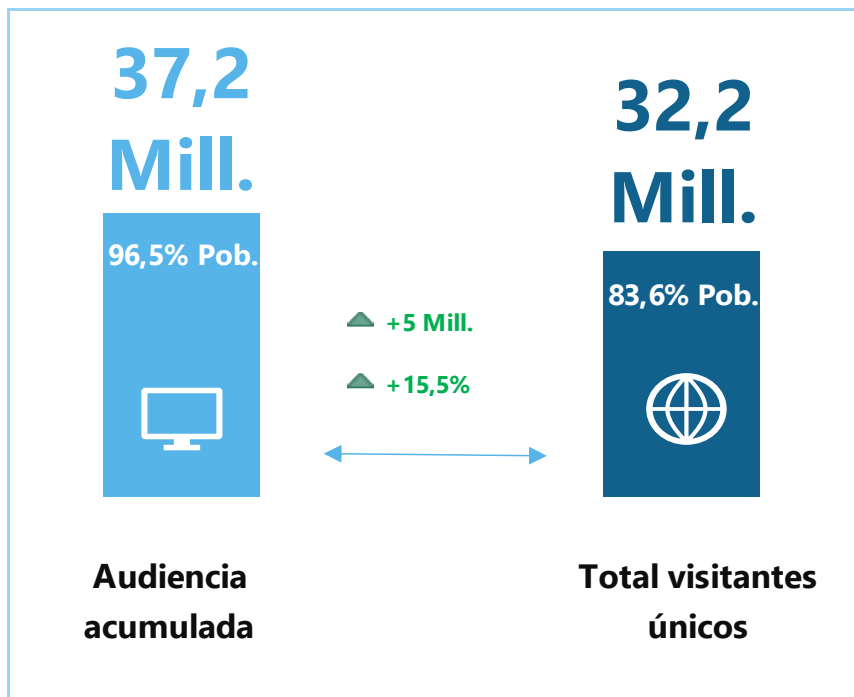 37,2
Mill.
96,5% Pob.
Audiencia
acumulada
+5 Mill.
+15,5%
32,2
Mill.
83,6% Pob.
Total visitantes
únicos